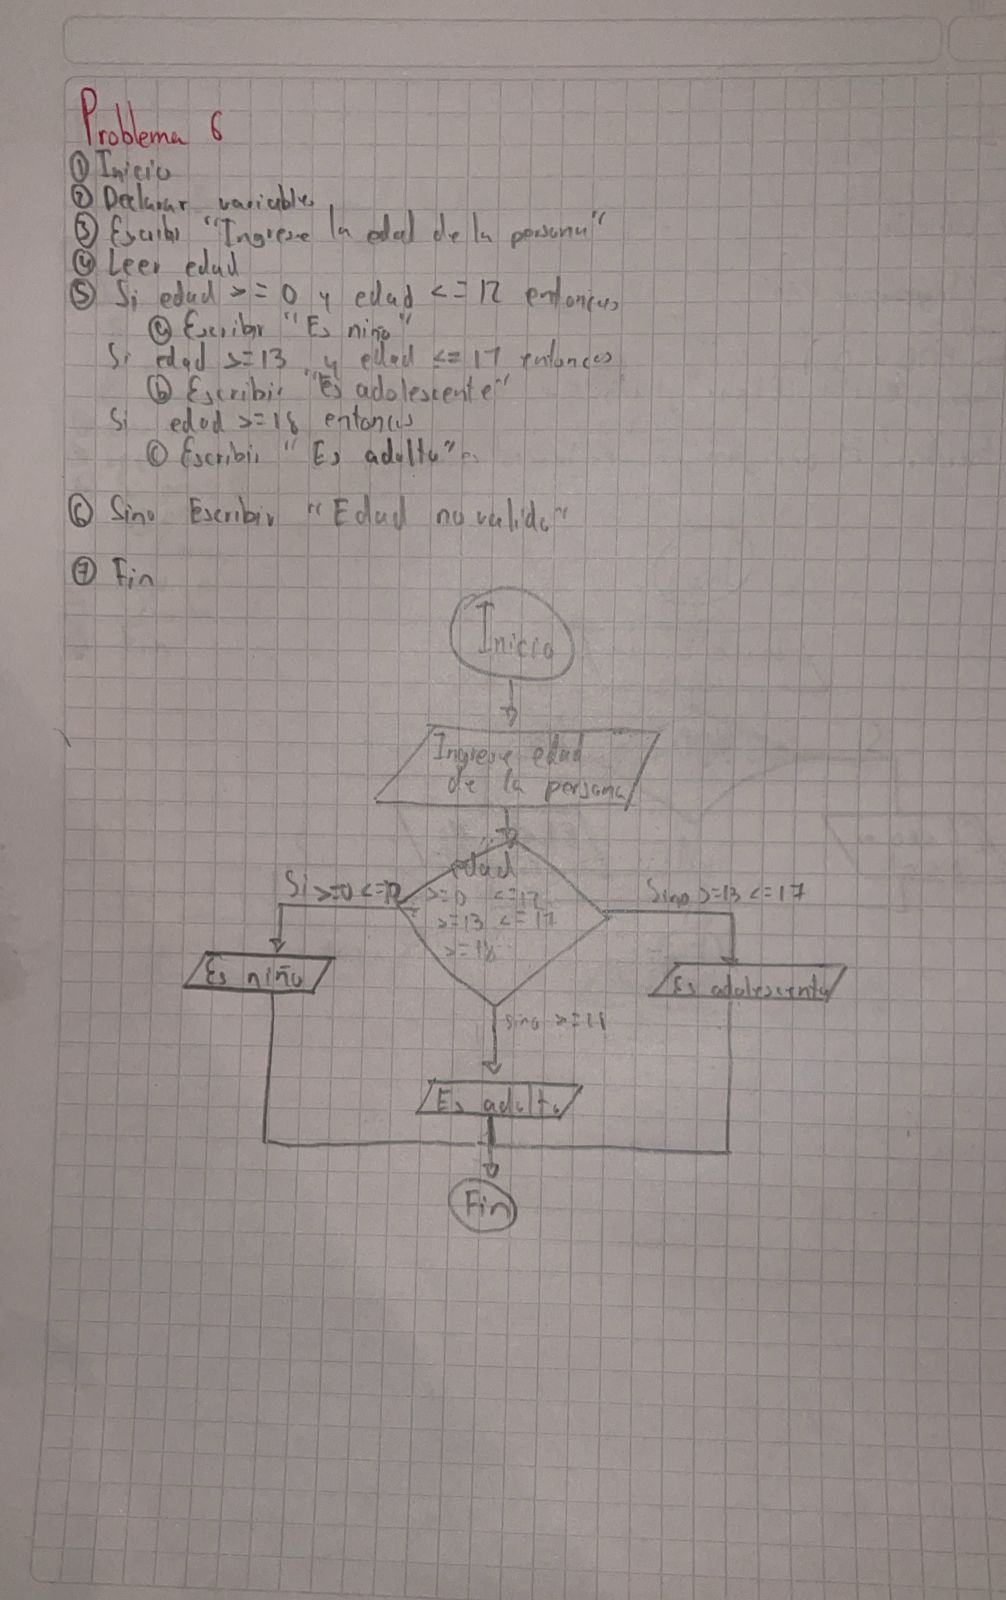 Problema 6
① Inicio
② Declarar variables
③ Escribi "Ingrese la edad de la persona"
④ Leer edad
⑤ Si edad >= 0 y edad <= 12 entonces
ⓐ Escribir "Es niño"
Si edad >= 13 y edad <= 17 entonces
ⓑ Escribir "Es adolescente"
Si edad >= 18 entonces
ⓒ Escribir "Es adulto"
⑥ Sino Escribir "Edad no valida"
⑦ Fin
Inicio
Ingrese edad
de la persona
edad
Si >=0 <=12
>=0 <=12
Sino >=13 <=17
>=13 <=17
>=18
Es niño
Es adolescente
sino >=18
Es adulto
Fin